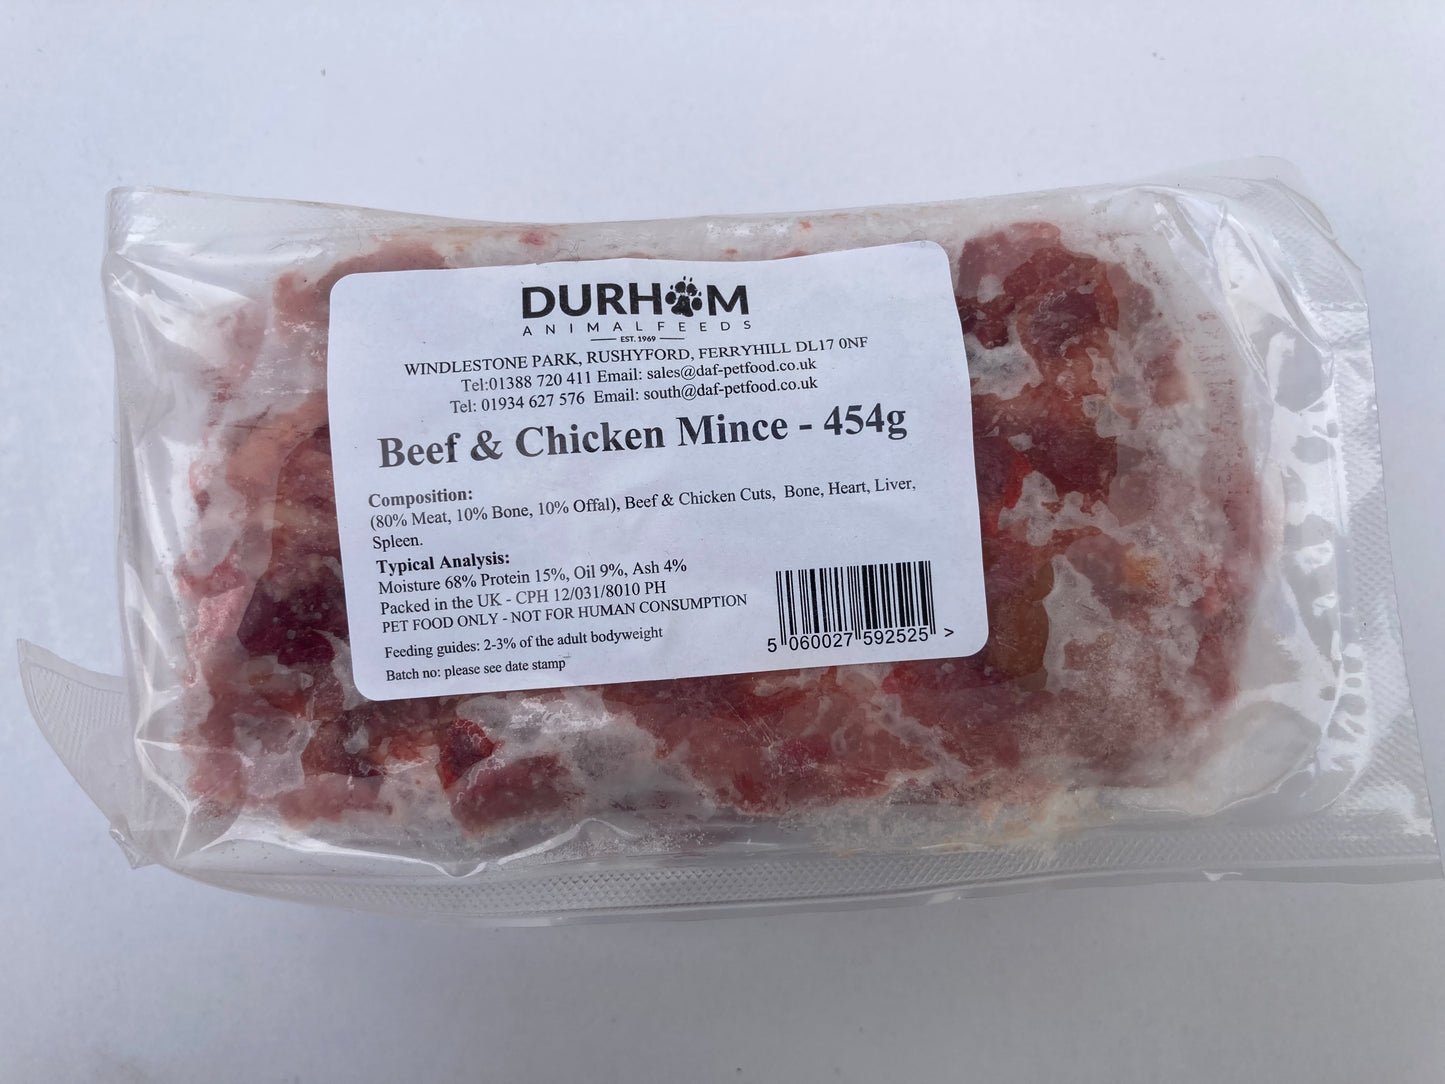 DURHAM
ANIMAL FEEDS
EST. 1969
WINDLESTONE PARK, RUSHYFORD, FERRYHILL DL17 0NF
Tel:01388 720 411 Email: sales@daf-petfood.co.uk
Tel: 01934 627 576 Email: south@daf-petfood.co.uk
Beef & Chicken Mince - 454g
Composition:
(80% Meat, 10% Bone, 10% Offal), Beef & Chicken Cuts, Bone, Heart, Liver,
Spleen.
Typical Analysis:
Moisture 68% Protein 15%, Oil 9%, Ash 4%
Packed in the UK - CPH 12/031/8010 PH
PET FOOD ONLY - NOT FOR HUMAN CONSUMPTION
Feeding guides: 2-3% of the adult bodyweight
Batch no: please see date stamp
5 060027 592525 >